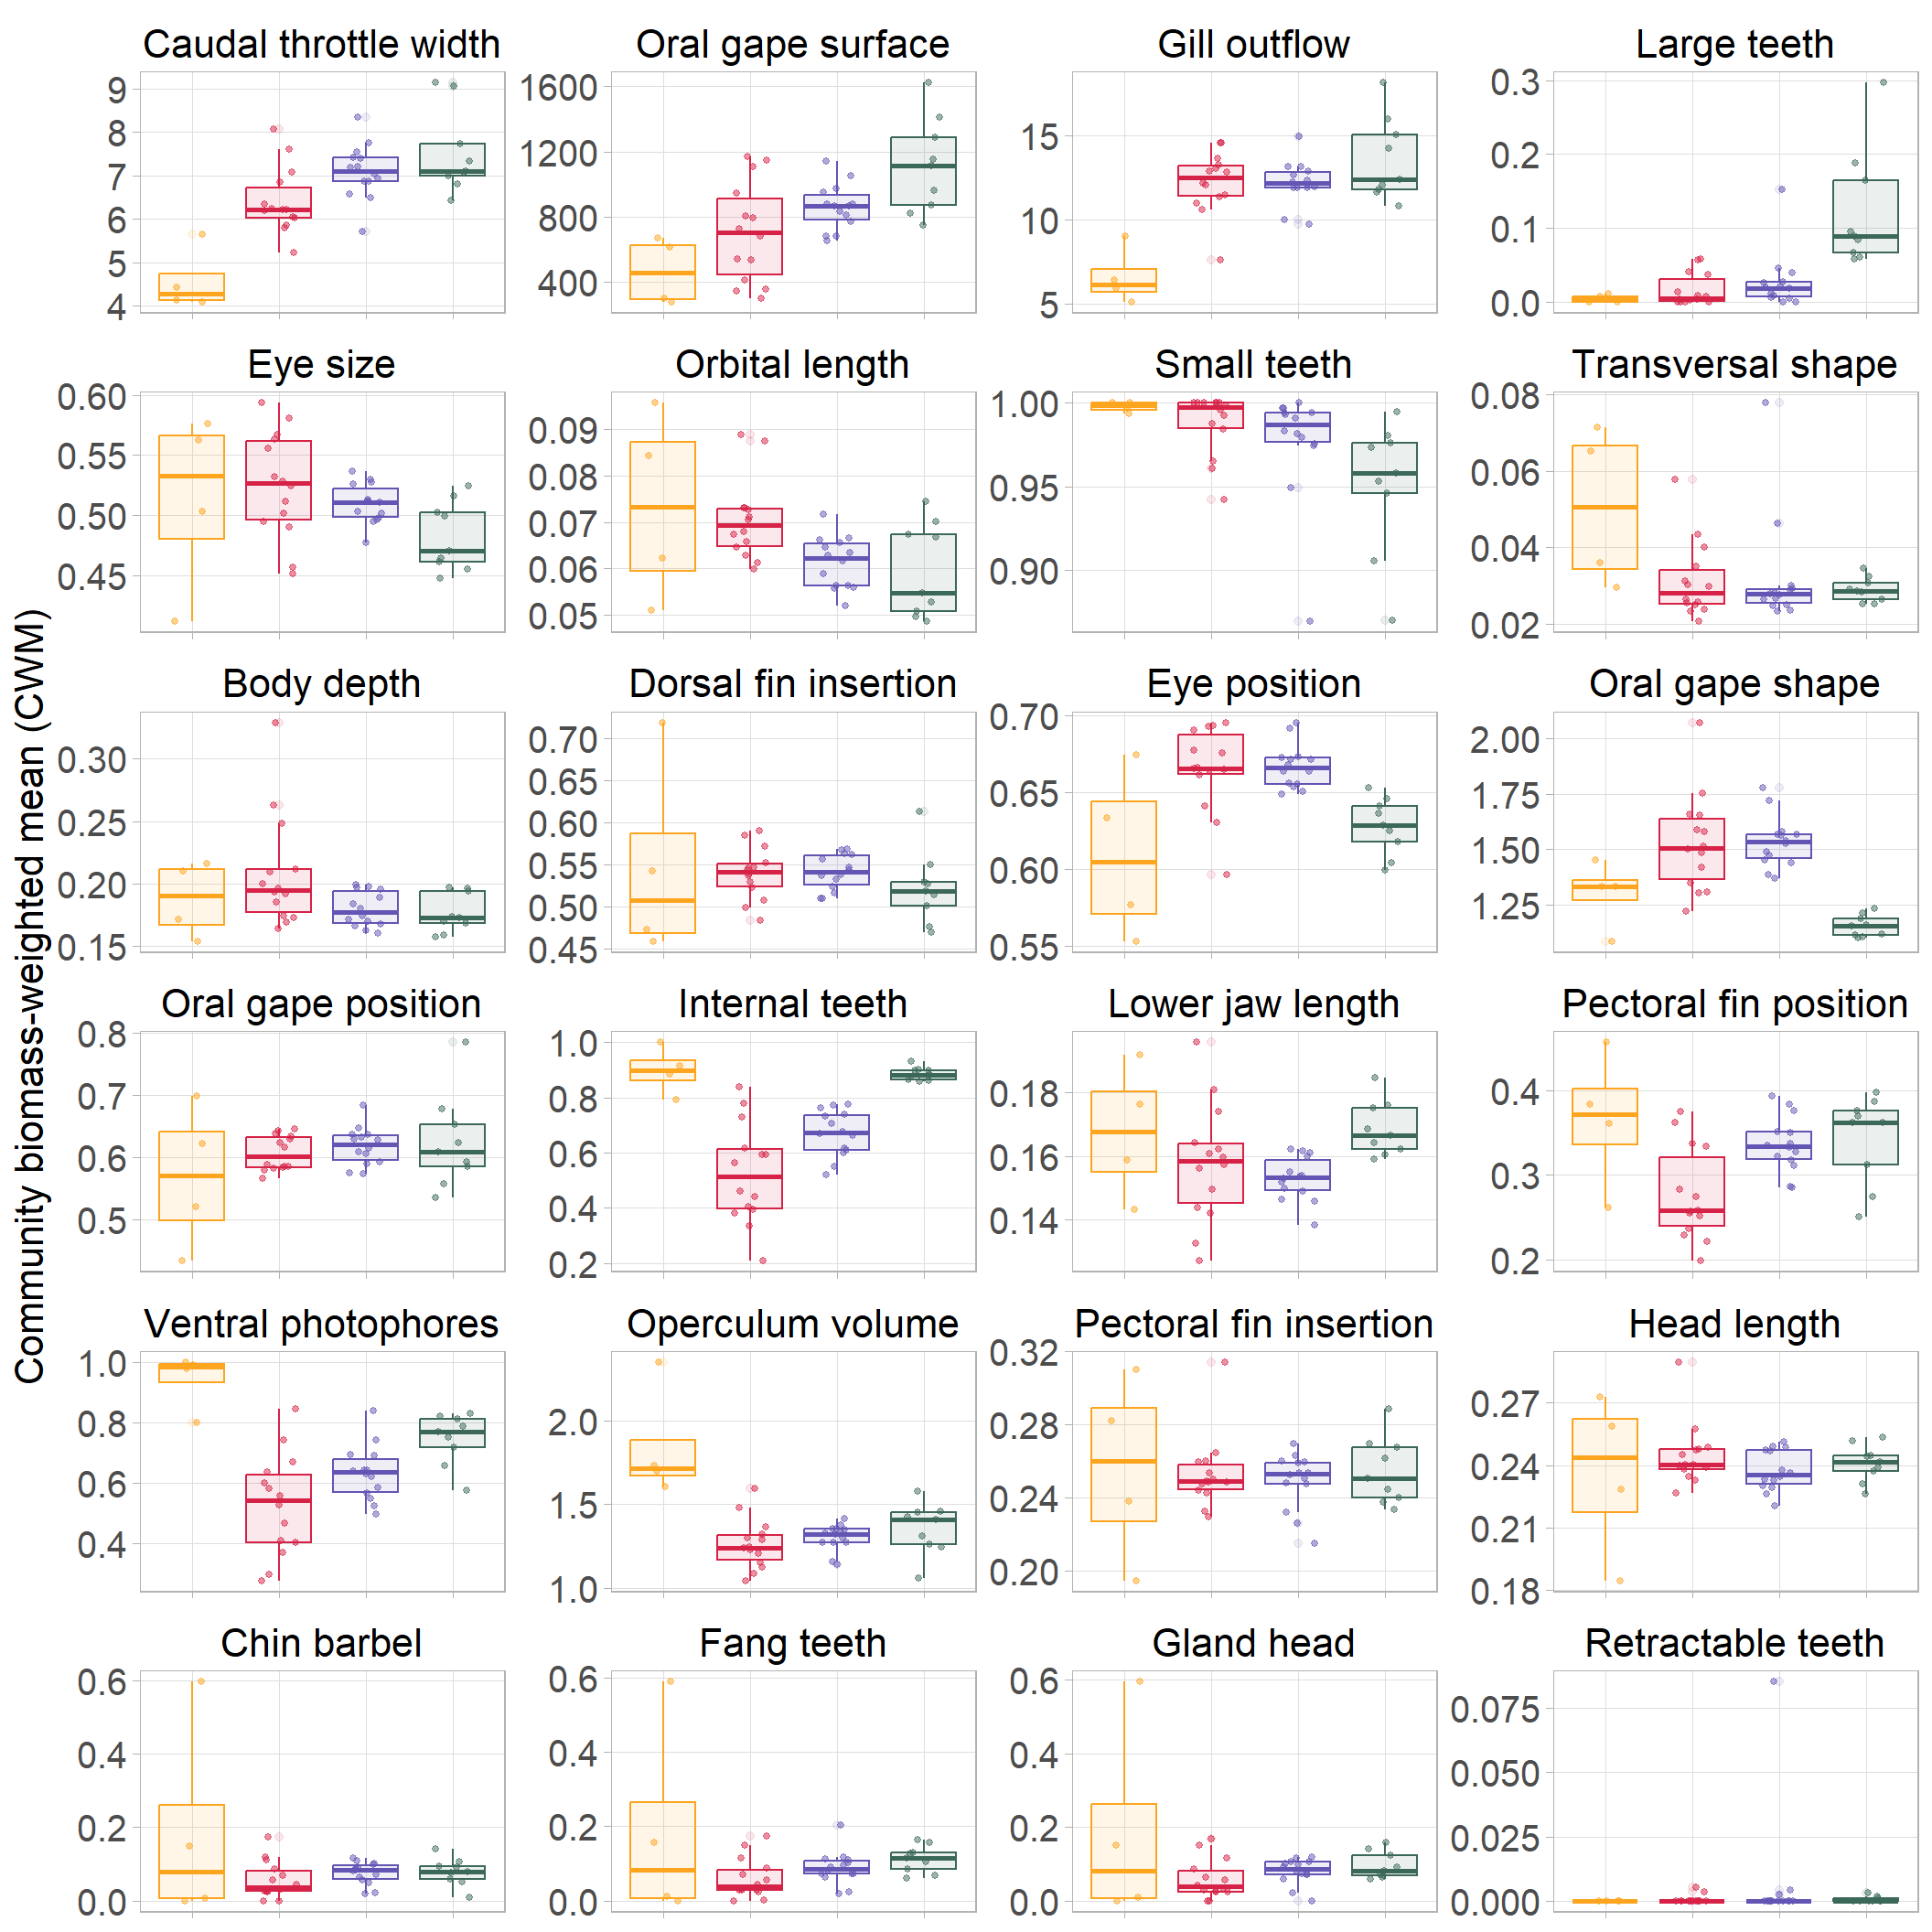 Caudal throttle width Oral gape surface Gill outflow Large teeth
9 8 7 6 5 4
1600 1200 800 400
15 10 5
0.3 0.2 0.1 0.0
Eye size Orbital length Small teeth Transversal shape
0.60 0.55 0.50 0.45
0.09 0.08 0.07 0.06 0.05
1.00 0.95 0.90
0.08 0.06 0.04 0.02
Community biomass-weighted mean (CWM)
Body depth Dorsal fin insertion Eye position Oral gape shape
0.30 0.25 0.20 0.15
0.70 0.65 0.60 0.55 0.50 0.45
0.70 0.65 0.60 0.55
2.00 1.75 1.50 1.25
Oral gape position Internal teeth Lower jaw length Pectoral fin position
0.8 0.7 0.6 0.5
1.0 0.8 0.6 0.4 0.2
0.18 0.16 0.14
0.4 0.3 0.2
Ventral photophores Operculum volume Pectoral fin insertion Head length
1.0 0.8 0.6 0.4
2.0 1.5 1.0
0.32 0.28 0.24 0.20
0.27 0.24 0.21 0.18
Chin barbel Fang teeth Gland head Retractable teeth
0.6 0.4 0.2 0.0
0.6 0.4 0.2 0.0
0.6 0.4 0.2 0.0
0.075 0.050 0.025 0.000